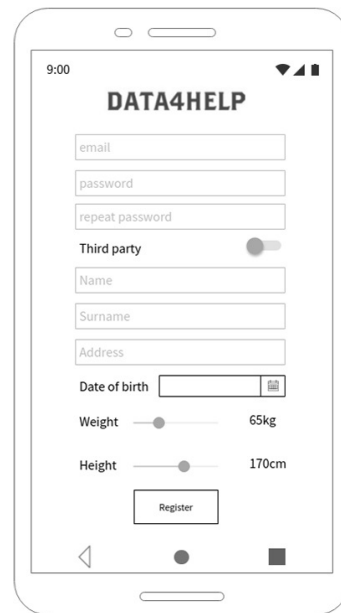 9:00
DATA4HELP
email
password
repeat password
Third party
Name
Surname
Address
Date of birth
Weight 65kg
Height 170cm
Register